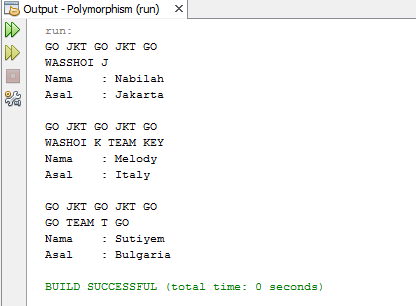 Output - Polymorphism (run)
run:
GO JKT GO JKT GO
WASSHOI J
Nama    : Nabilah
Asal    : Jakarta
GO JKT GO JKT GO
WASHOI K TEAM KEY
Nama    : Melody
Asal    : Italy
GO JKT GO JKT GO
GO TEAM T GO
Nama    : Sutiyem
Asal    : Bulgaria
BUILD SUCCESSFUL (total time: 0 seconds)